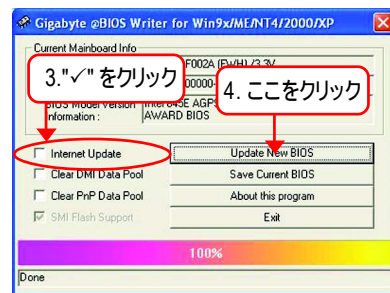 Gigabyte @BIOS Writer for Win9x/ME/NT4/2000/XP
Current Mainboard Info
F002A (FWH) /3.3V
3."✓" をクリック
00000-
4. ここをクリック
BIOS Model Version
845E AGPS
Information :
AWARD BIOS
Internet Update
Update New BIOS
Clear DMI Data Pool
Save Current BIOS
Clear PnP Data Pool
About this program
SMI Flash Support
Exit
100%
Done